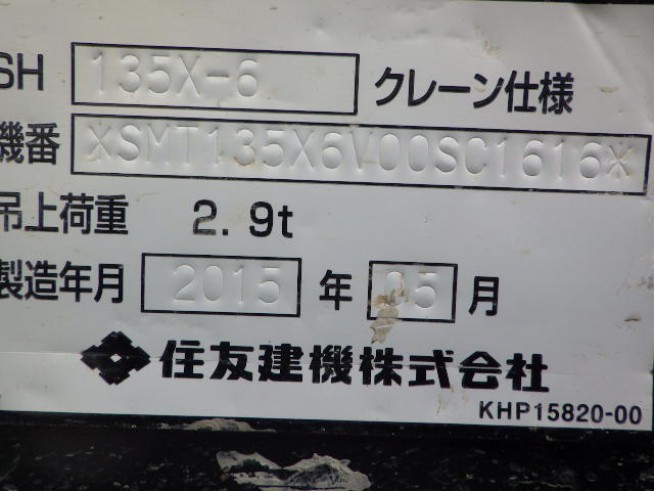 SH 135X-6 クレーン仕様
機番 *SMT135X6V00SC1616*
吊上荷重 2.9t
製造年月 2015 年 05 月
住友建機株式会社
KHP15820-00